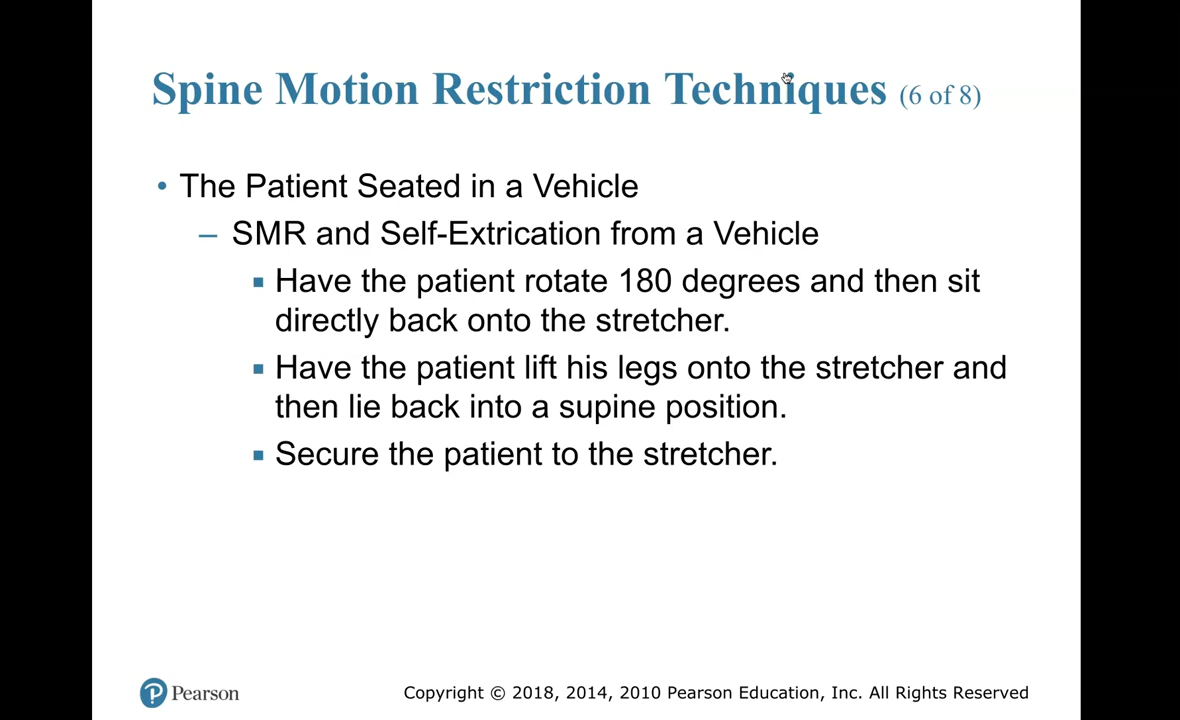 Spine Motion Restriction Techniques (6 of 8)
• The Patient Seated in a Vehicle
– SMR and Self-Extrication from a Vehicle
▪ Have the patient rotate 180 degrees and then sit
directly back onto the stretcher.
▪ Have the patient lift his legs onto the stretcher and
then lie back into a supine position.
▪ Secure the patient to the stretcher.
P Pearson
Copyright © 2018, 2014, 2010 Pearson Education, Inc. All Rights Reserved